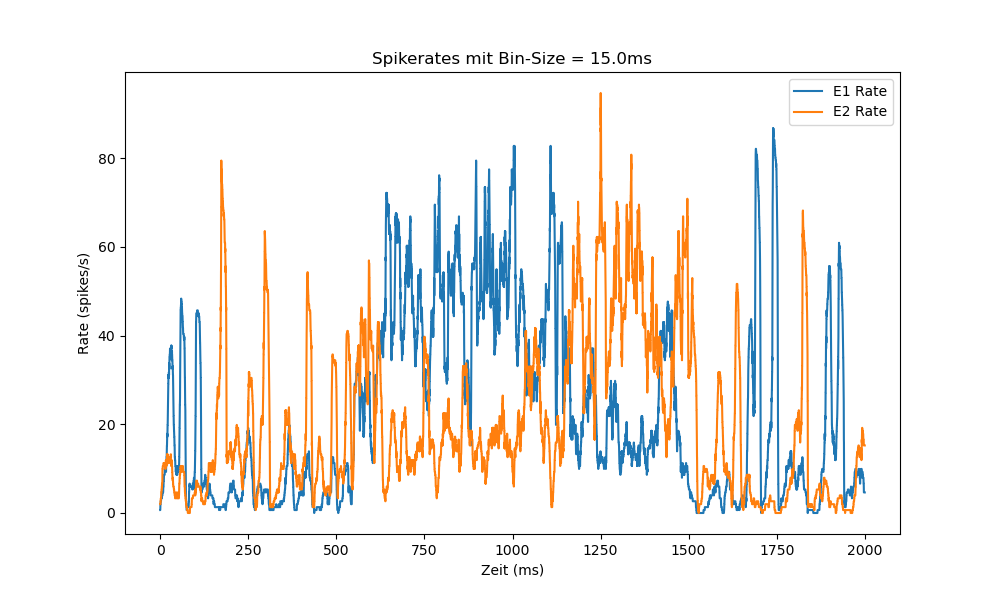 Spikerates mit Bin-Size = 15.0ms
E1 Rate
E2 Rate
Rate (spikes/s)
80
60
40
20
0
0 250 500 750 1000 1250 1500 1750 2000
Zeit (ms)